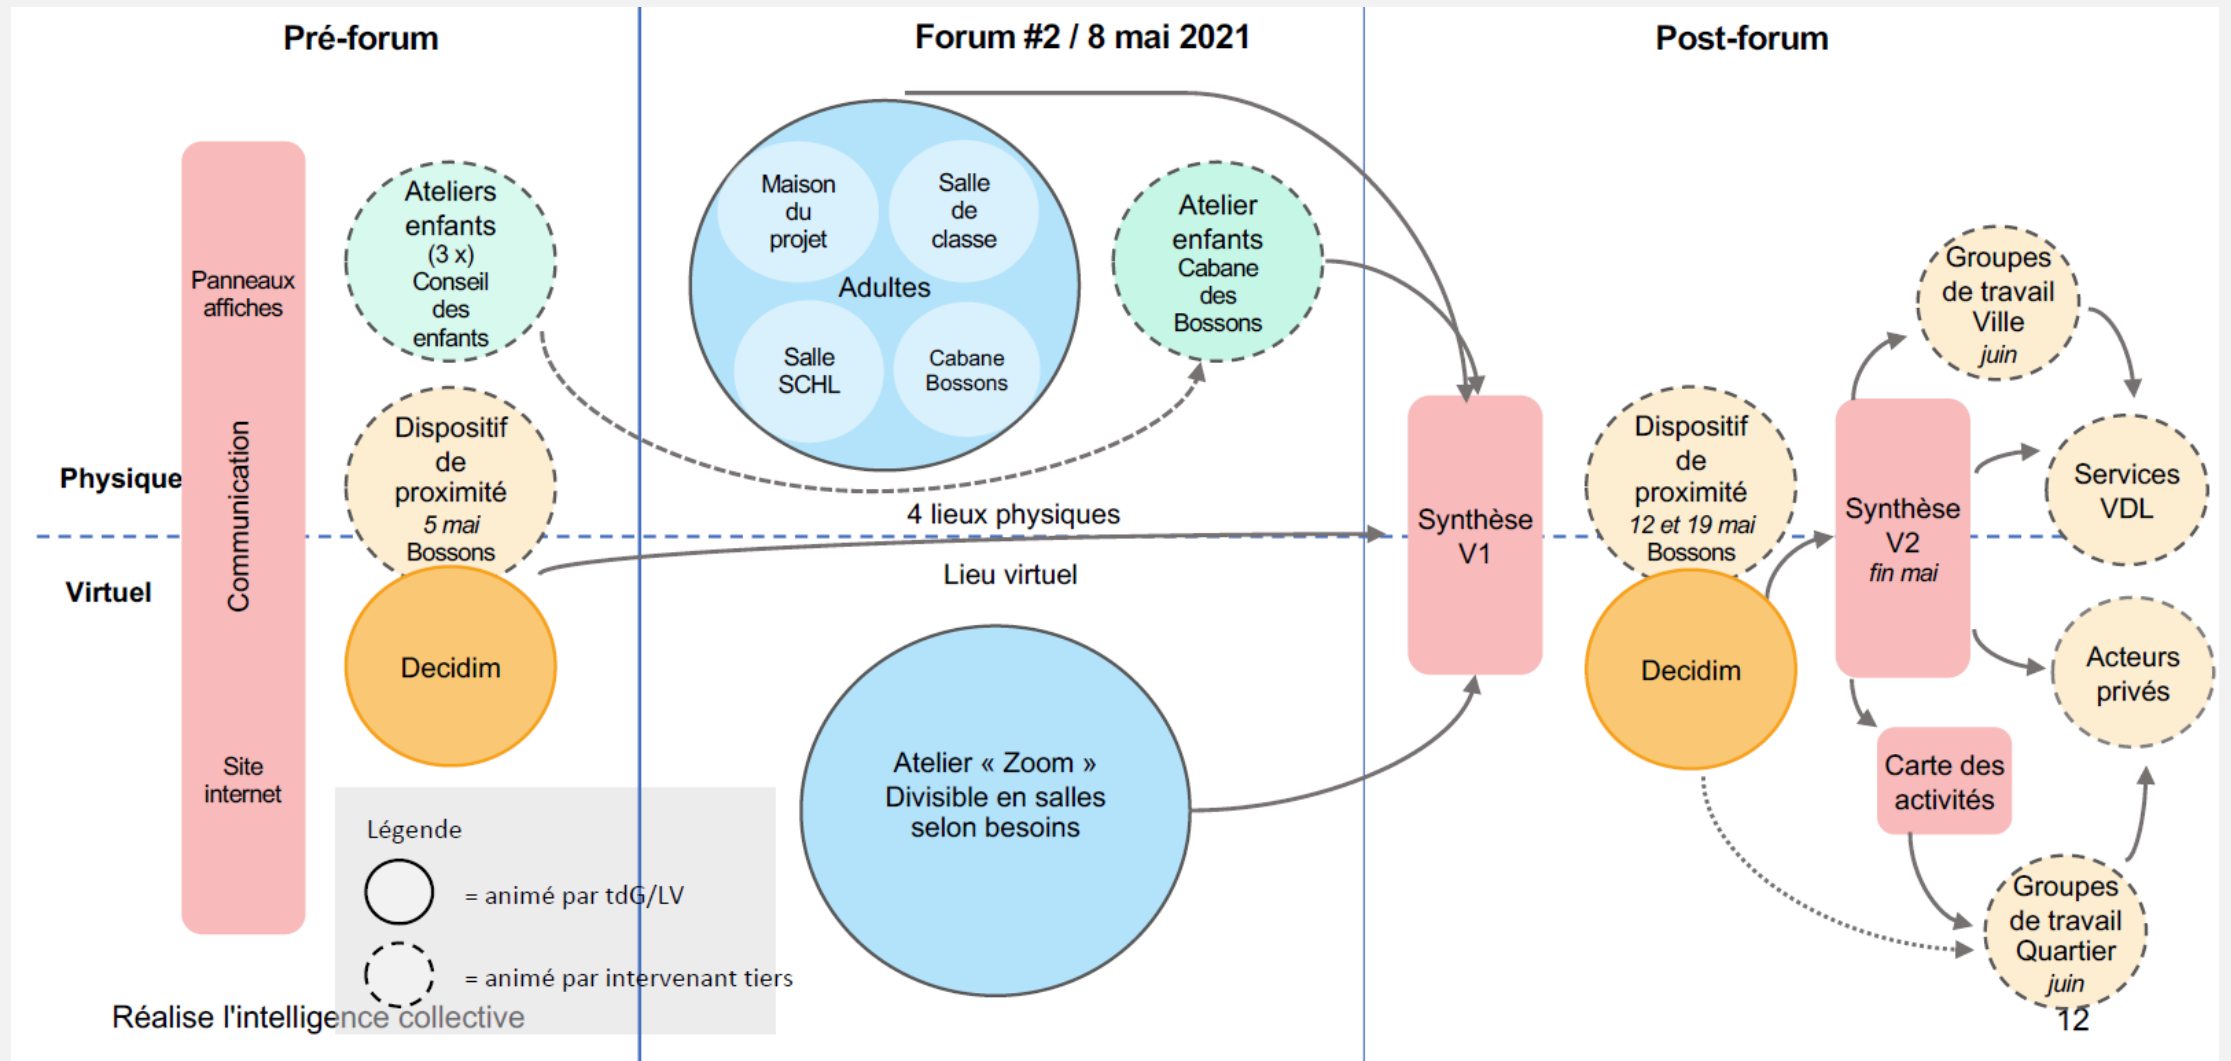 Pré-forum
Forum #2 / 8 mai 2021
Post-forum
Physique
Virtuel
Panneaux
affiches
Communication
Site
internet
Ateliers
enfants
(3 x)
Conseil
des
enfants
Dispositif
de
proximité
5 mai
Bossons
Decidim
Maison
du
projet
Salle
de
classe
Adultes
Salle
SCHL
Cabane
Bossons
Atelier
enfants
Cabane
des
Bossons
4 lieux physiques
Lieu virtuel
Atelier « Zoom »
Divisible en salles
selon besoins
Synthèse
V1
Dispositif
de
proximité
12 et 19 mai
Bossons
Decidim
Synthèse
V2
fin mai
Groupes
de travail
Ville
juin
Services
VDL
Acteurs
privés
Carte des
activités
Groupes
de travail
Quartier
juin
Légende
= animé par tdG/LV
= animé par intervenant tiers
Réalise l'intelligence collective
12